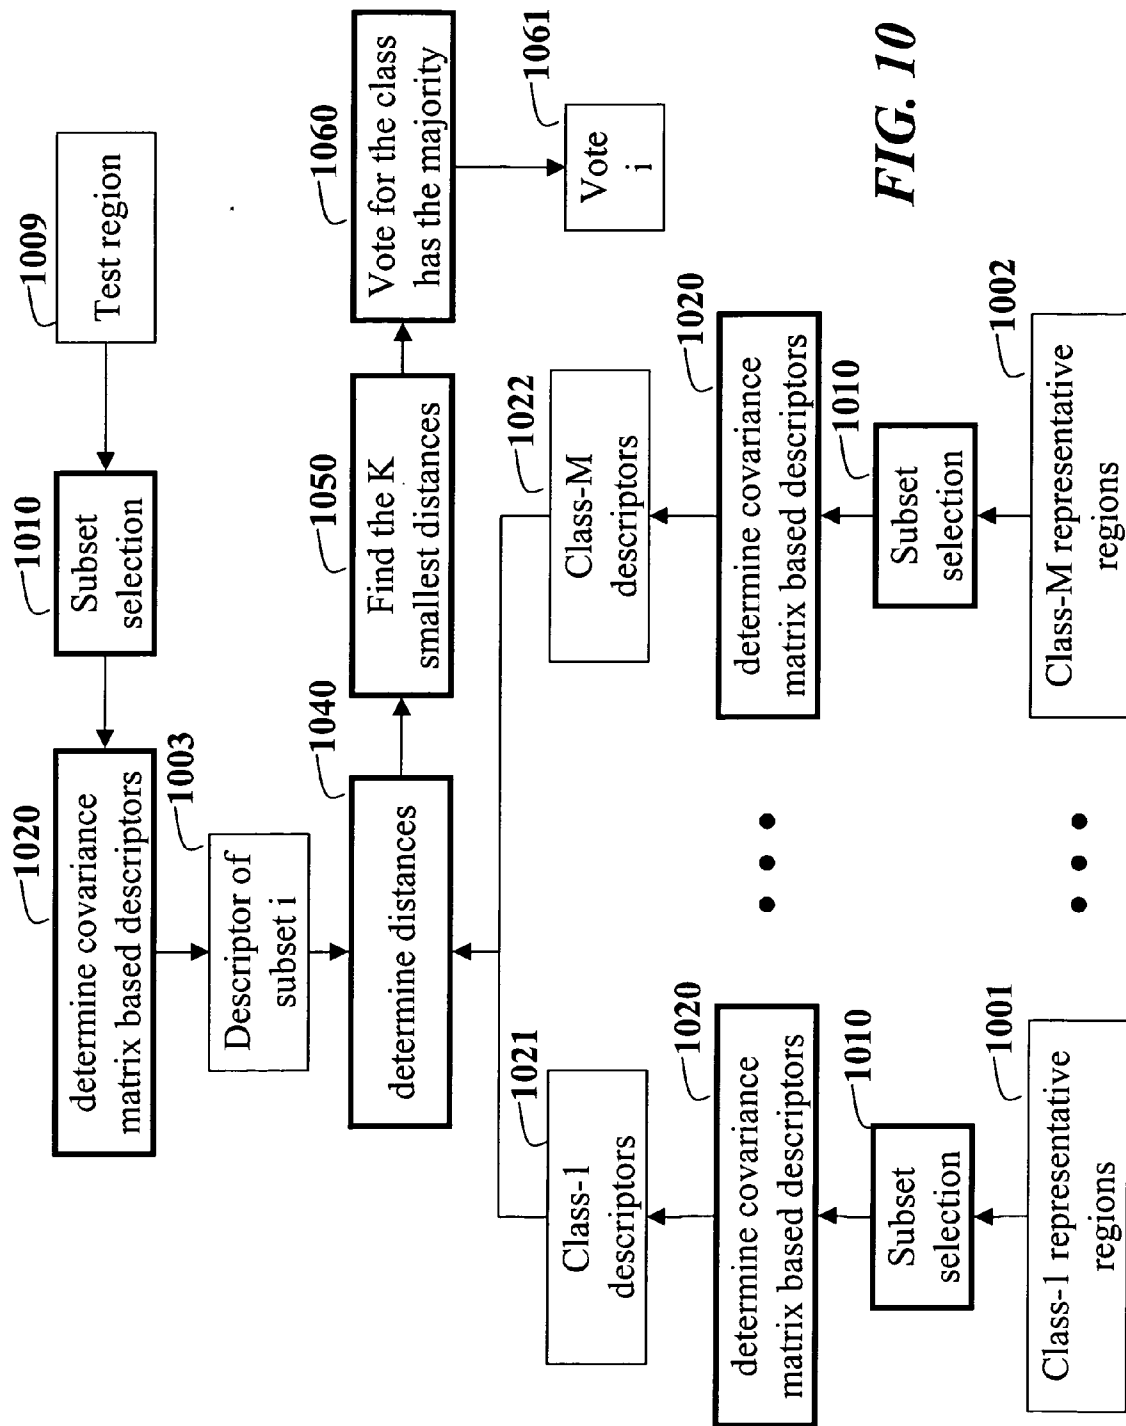 1009
Test region
1010
Subset
selection
1020
determine covariance
matrix based descriptors
1003
Descriptor of
subset i
1040
determine distances
1050
Find the K
smallest distances
1060
Vote for the class
has the majority
1061
Vote
i
1021
Class-1
descriptors
1022
Class-M
descriptors
1020
determine covariance
matrix based descriptors
1020
determine covariance
matrix based descriptors
1010
Subset
selection
1010
Subset
selection
1001
Class-1 representative
regions
1002
Class-M representative
regions
FIG. 10